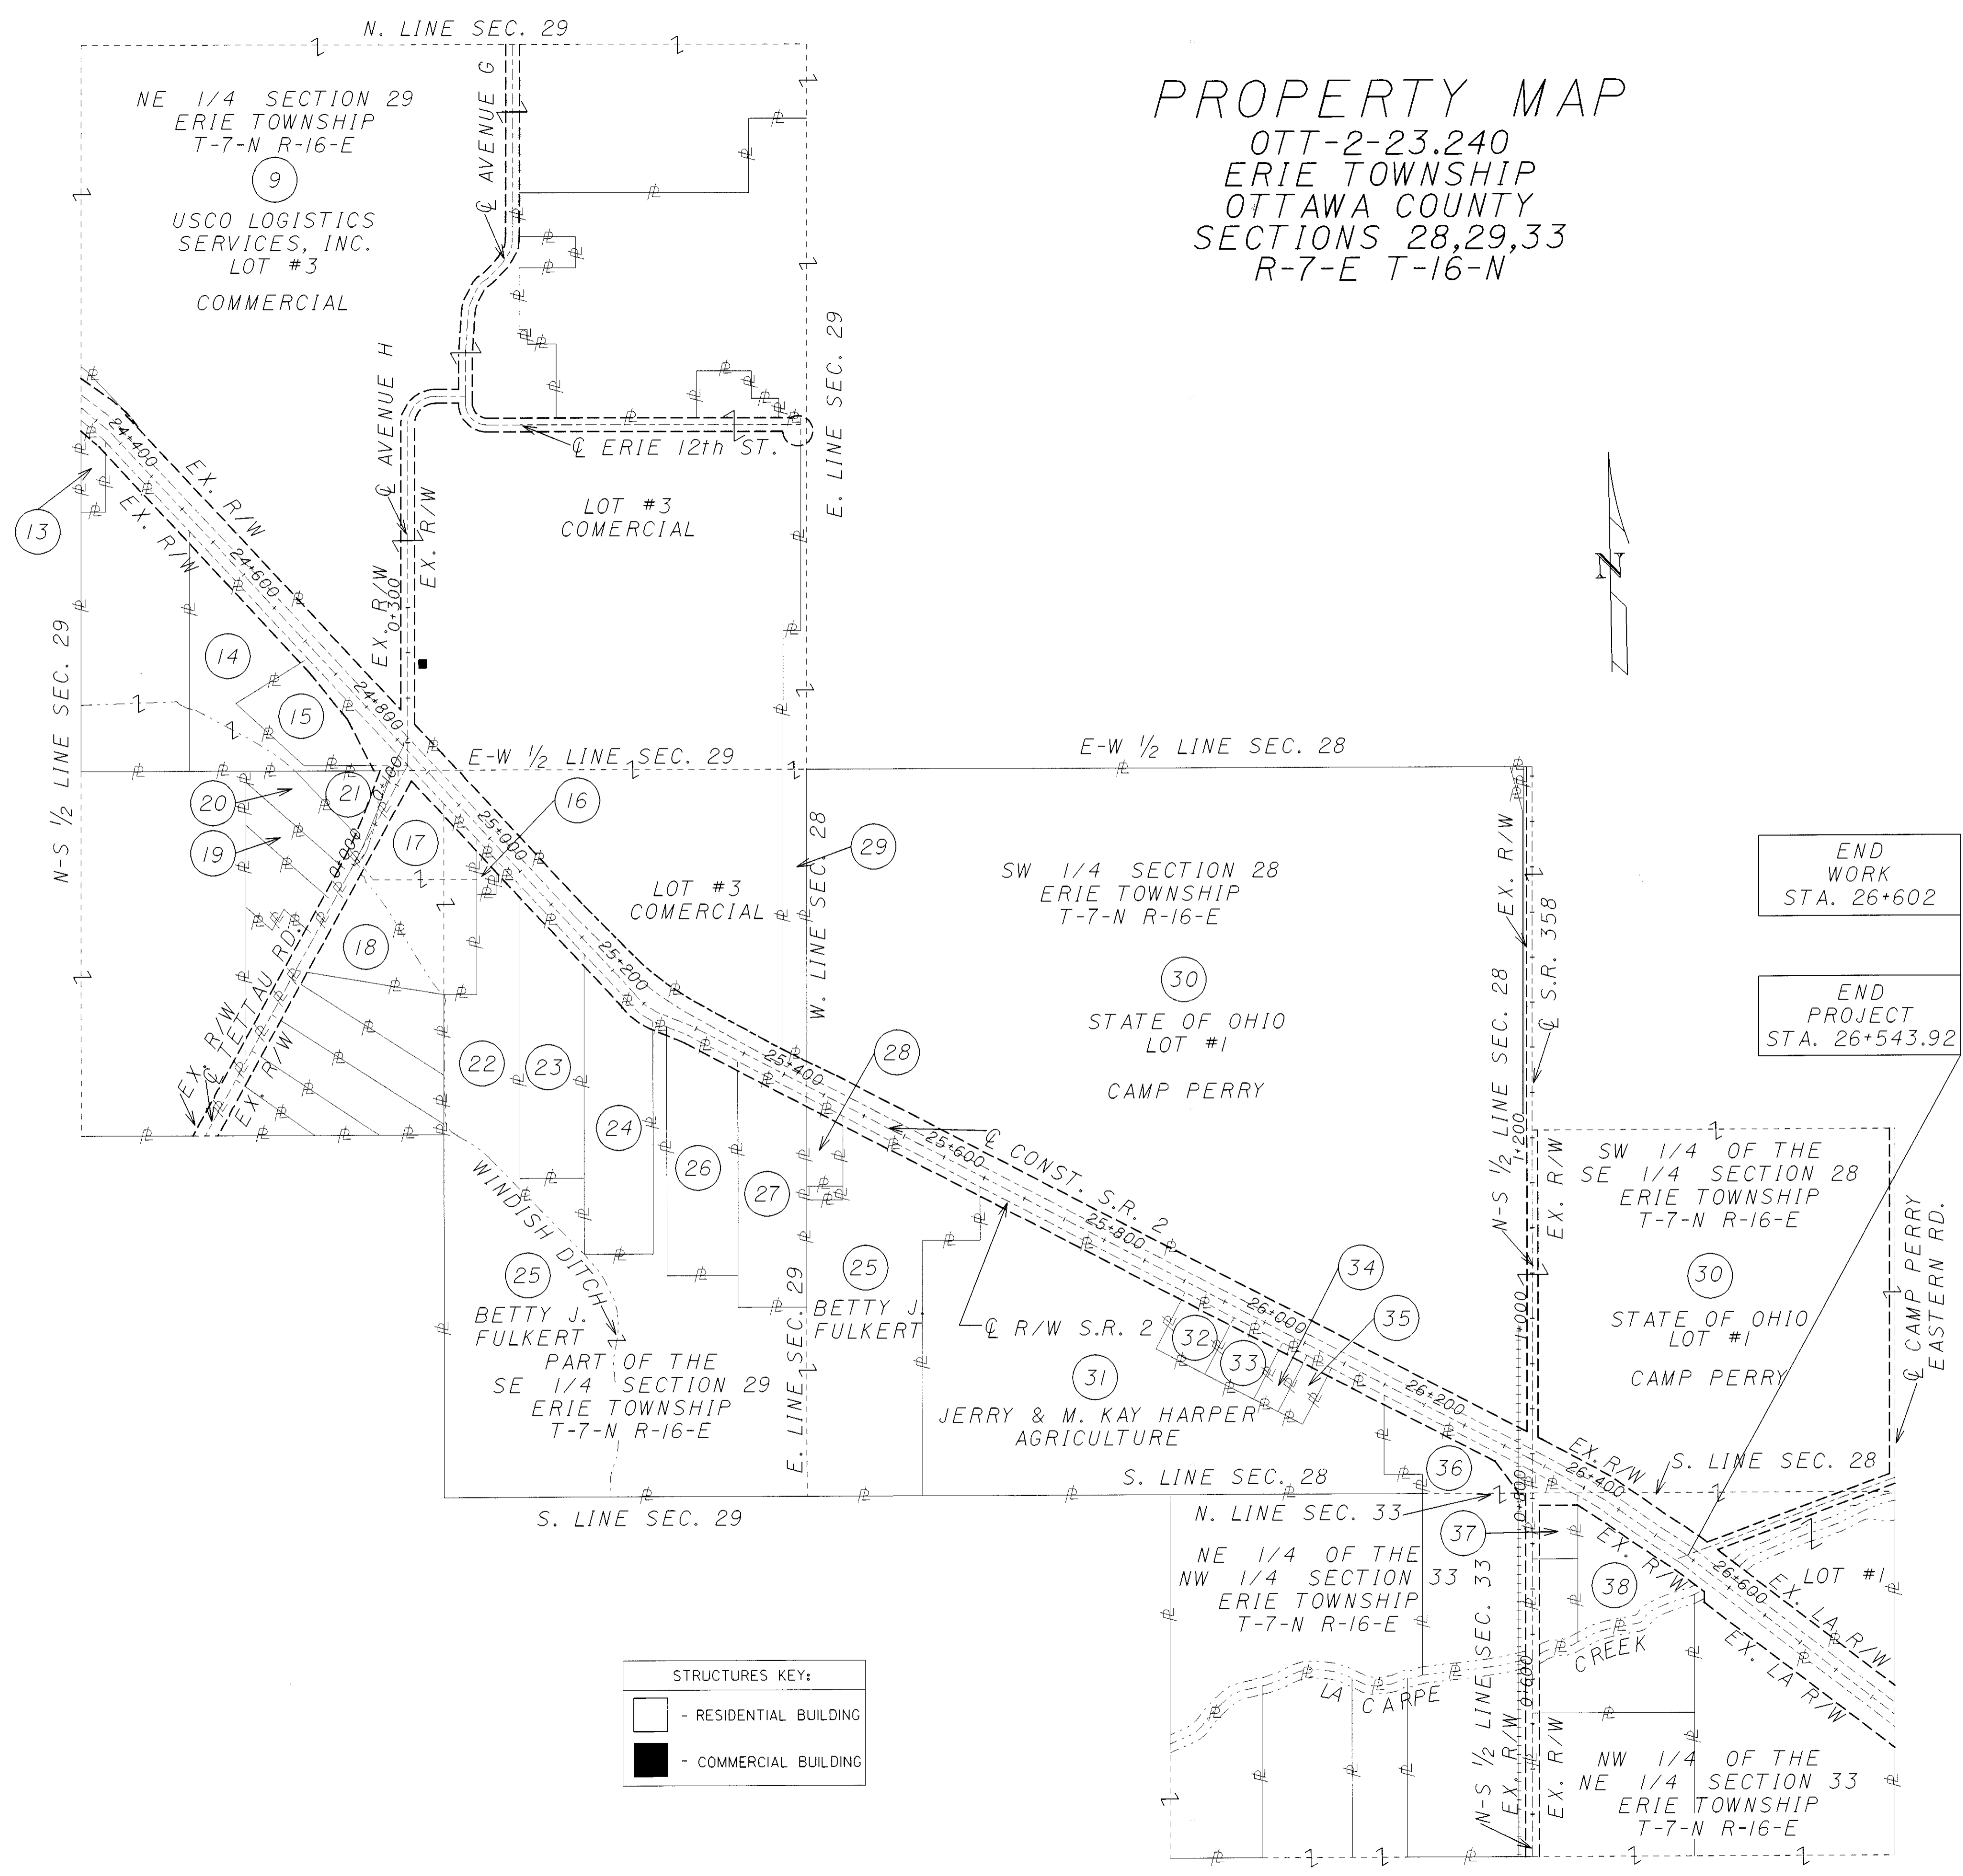 PROPERTY MAP
OTT-2-23.240
ERIE TOWNSHIP
OTTAWA COUNTY
SECTIONS 28,29,33
R-7-E T-16-N
N. LINE SEC. 29
NE 1/4 SECTION 29
ERIE TOWNSHIP
T-7-N R-16-E
9
USCO LOGISTICS
SERVICES, INC.
LOT #3
COMMERCIAL
℄ AVENUE G
℄ AVENUE H
E. LINE SEC. 29
℄ ERIE 12th ST.
LOT #3
COMERCIAL
EX. R/W
EX. R/W
EX. R/W
EX. R/W
24+400
24+600
24+800
0+300
13
14
15
N-S 1/2 LINE SEC. 29
E-W 1/2 LINE SEC. 29
E-W 1/2 LINE SEC. 28
N
16
17
18
19
20
21
0+100
0+000
25+000
25+200
LOT #3
COMERCIAL
W. LINE SEC. 28
29
SW 1/4 SECTION 28
ERIE TOWNSHIP
T-7-N R-16-E
30
STATE OF OHIO
LOT #1
CAMP PERRY
EX. R/W
N-S 1/2 LINE SEC. 28
℄ S.R. 358
END
WORK
STA. 26+602
END
PROJECT
STA. 26+543.92
EX. R/W
℄ TETTAU RD.
EX. R/W
22
23
24
26
27
28
25+400
25+600
℄ CONST. S.R. 2
25+800
1+200
1+000
EX. R/W
SW 1/4 OF THE
SE 1/4 SECTION 28
ERIE TOWNSHIP
T-7-N R-16-E
30
STATE OF OHIO
LOT #1
CAMP PERRY
℄ CAMP PERRY
EASTERN RD.
WINDISH DITCH
25
BETTY J.
FULKERT
PART OF THE
SE 1/4 SECTION 29
ERIE TOWNSHIP
T-7-N R-16-E
E. LINE SEC. 29
25
BETTY J.
FULKERT
℄ R/W S.R. 2
31
JERRY & M. KAY HARPER
AGRICULTURE
32
33
34
35
26+000
26+200
36
S. LINE SEC. 29
S. LINE SEC. 28
N. LINE SEC. 33
0+800
EX. R/W
26+400
S. LINE SEC. 28
37
EX. R/W
38
26+600
EX. LA R/W
EX. LA R/W
LOT #1
NE 1/4 OF THE
NW 1/4 SECTION 33
ERIE TOWNSHIP
T-7-N R-16-E
LA CARPE CREEK
N-S 1/2 LINE SEC. 33
0+600
EX. R/W
EX. R/W
NW 1/4 OF THE
NE 1/4 SECTION 33
ERIE TOWNSHIP
T-7-N R-16-E
STRUCTURES KEY:
- RESIDENTIAL BUILDING
- COMMERCIAL BUILDING